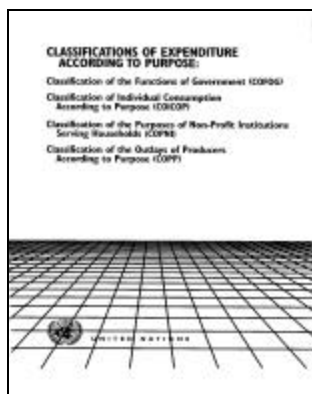 CLASSIFICATIONS OF EXPENDITURE
ACCORDING TO PURPOSE:
Classification of the Functions of Government (COFOG)
Classification of Individual Consumption
According to Purpose (COICOP)
Classification of the Purposes of Non-Profit Institutions
Serving Households (COPNI)
Classification of the Outlays of Producers
According to Purpose (COPP)
UNITED NATIONS